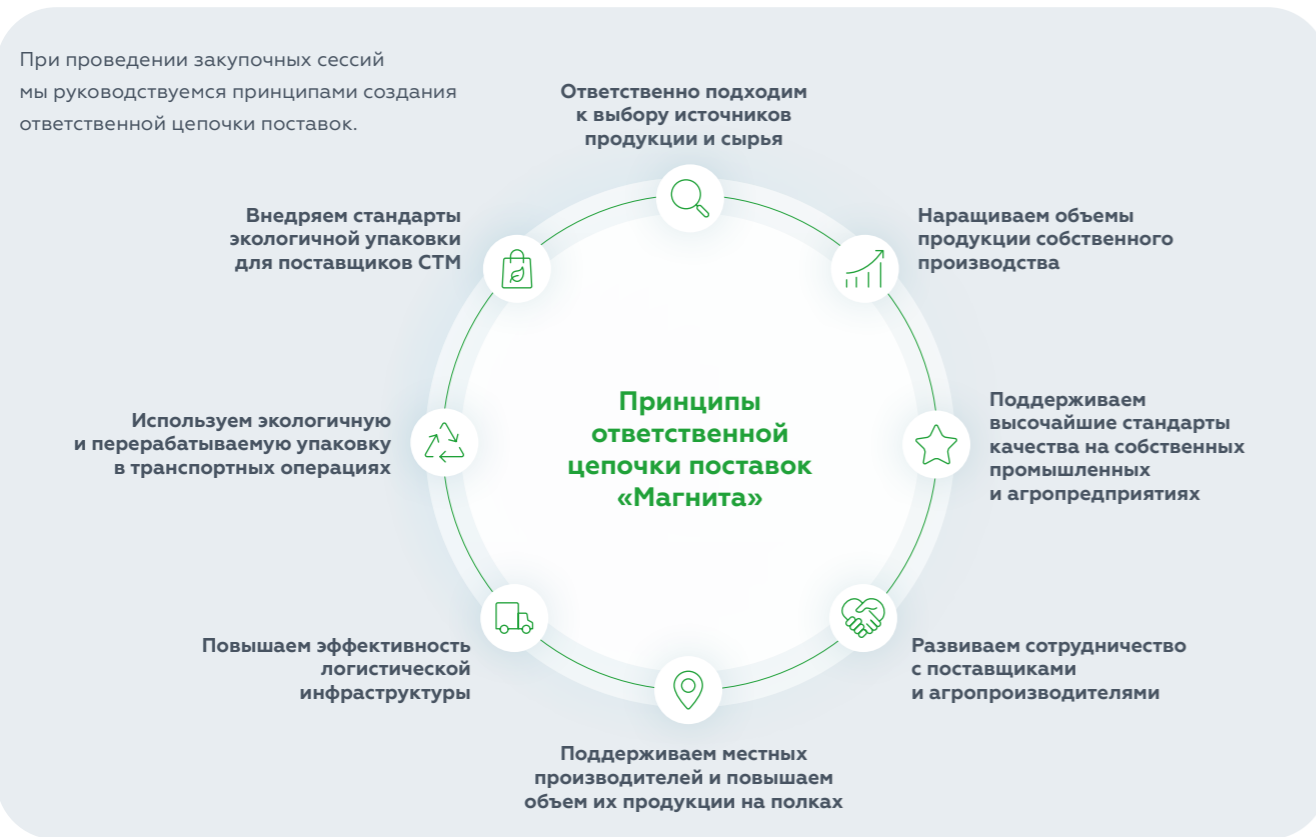 При проведении закупочных сессий
мы руководствуемся принципами создания
ответственной цепочки поставок.
Ответственно подходим
к выбору источников
продукции и сырья
Наращиваем объемы
продукции собственного
производства
Поддерживаем
высочайшие стандарты
качества на собственных
промышленных
и агропредприятиях
Развиваем сотрудничество
с поставщиками
и агропроизводителями
Поддерживаем местных
производителей и повышаем
объем их продукции на полках
Повышаем эффективность
логистической
инфраструктуры
Используем экологичную
и перерабатываемую упаковку
в транспортных операциях
Внедряем стандарты
экологичной упаковки
для поставщиков СТМ
Принципы
ответственной
цепочки поставок
«Магнита»